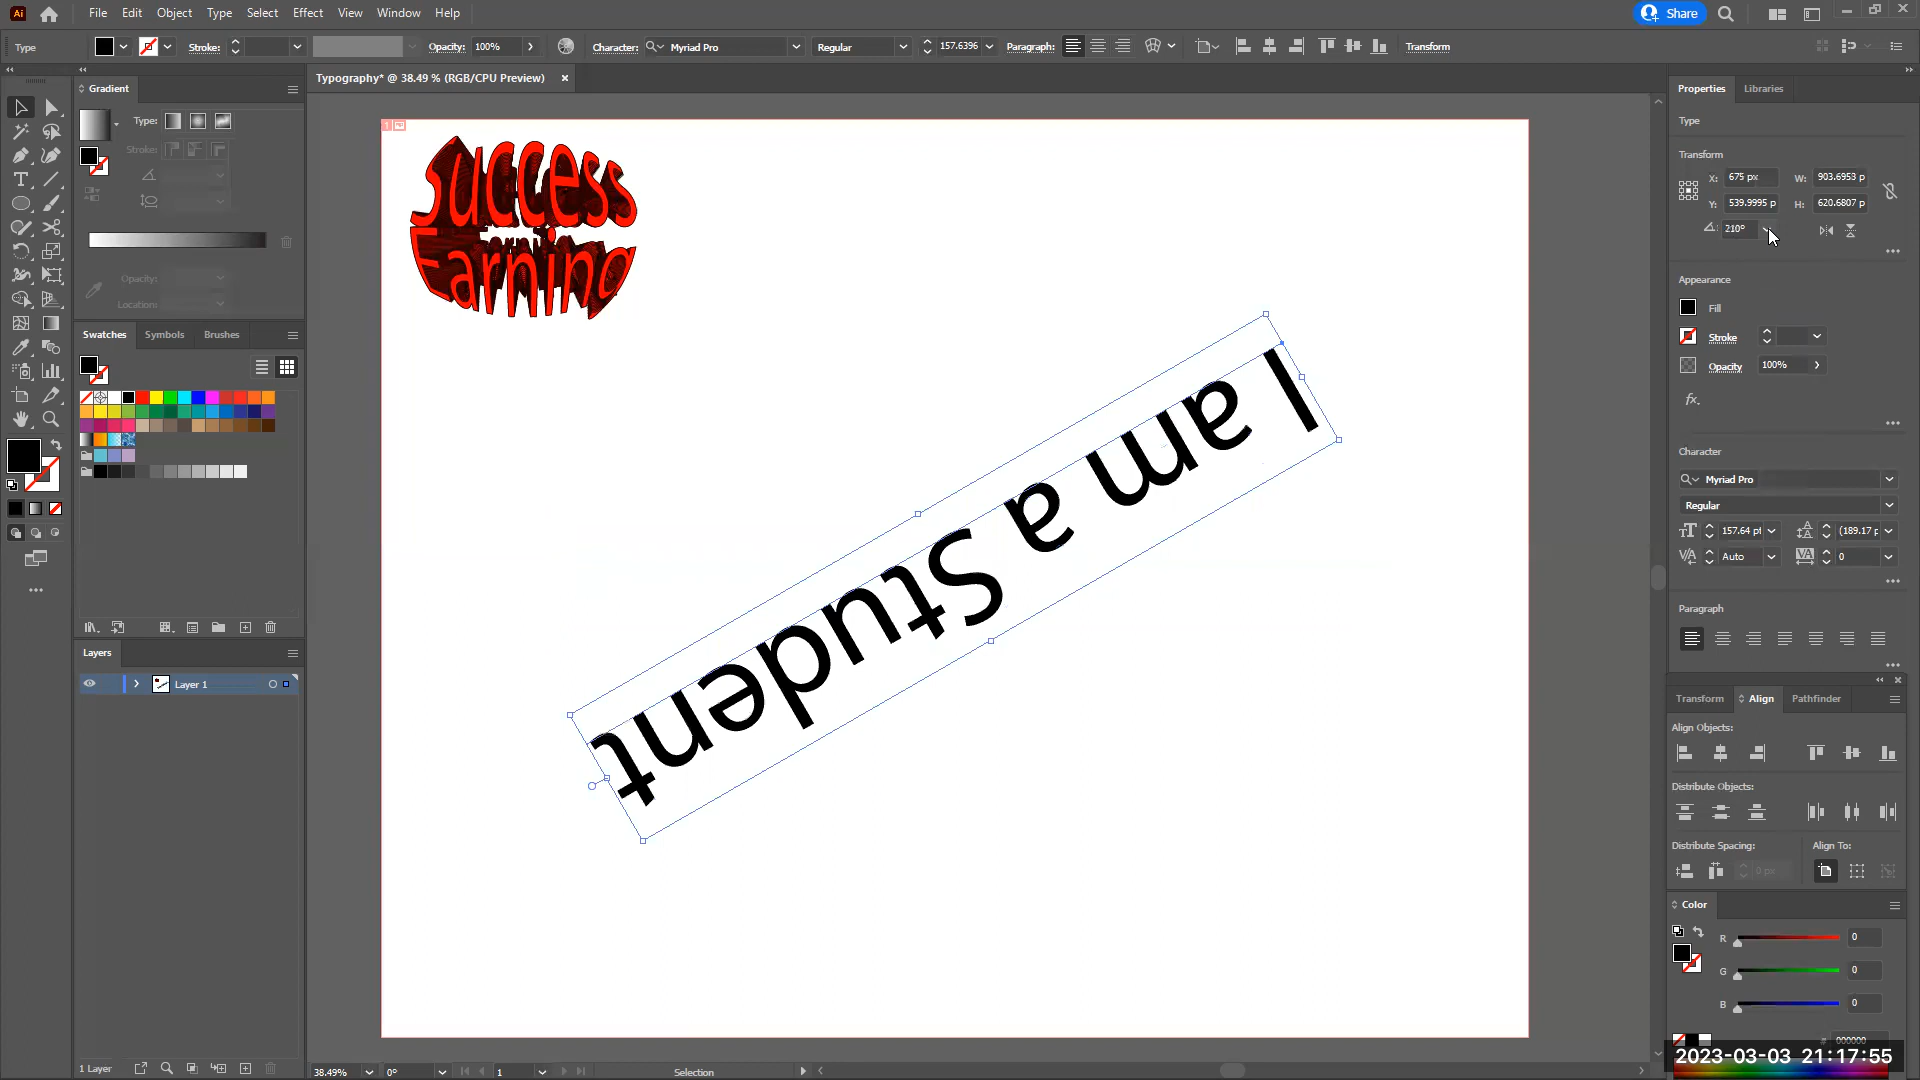 Ai File Edit Object Type Select Effect View Window Help Share
Type Stroke: Opacity: 100% Character: Myriad Pro Regular 157.6396 Paragraph: Transform
Typography* @ 38.49 % (RGB/CPU Preview) ×
Gradient
Type:
Stroke:
Opacity:
Location:
Swatches Symbols Brushes
Layers
Layer 1
1 Layer
1
Success
Earning
I am a Student
38.49% 0° 1 Selection
Properties Libraries
Type
Transform
X: 675 px W: 903.6953 p
Y: 539.9995 p H: 620.6807 p
210°
Appearance
Fill
Stroke
Opacity 100%
fx.
Character
Myriad Pro
Regular
157.64 pt (189.17 p
Auto 0
Paragraph
Transform Align Pathfinder
Align Objects:
Distribute Objects:
Distribute Spacing: Align To:
0 px
Color
R 0
G 0
B 0
# 000000
2023-03-03 21:17:55